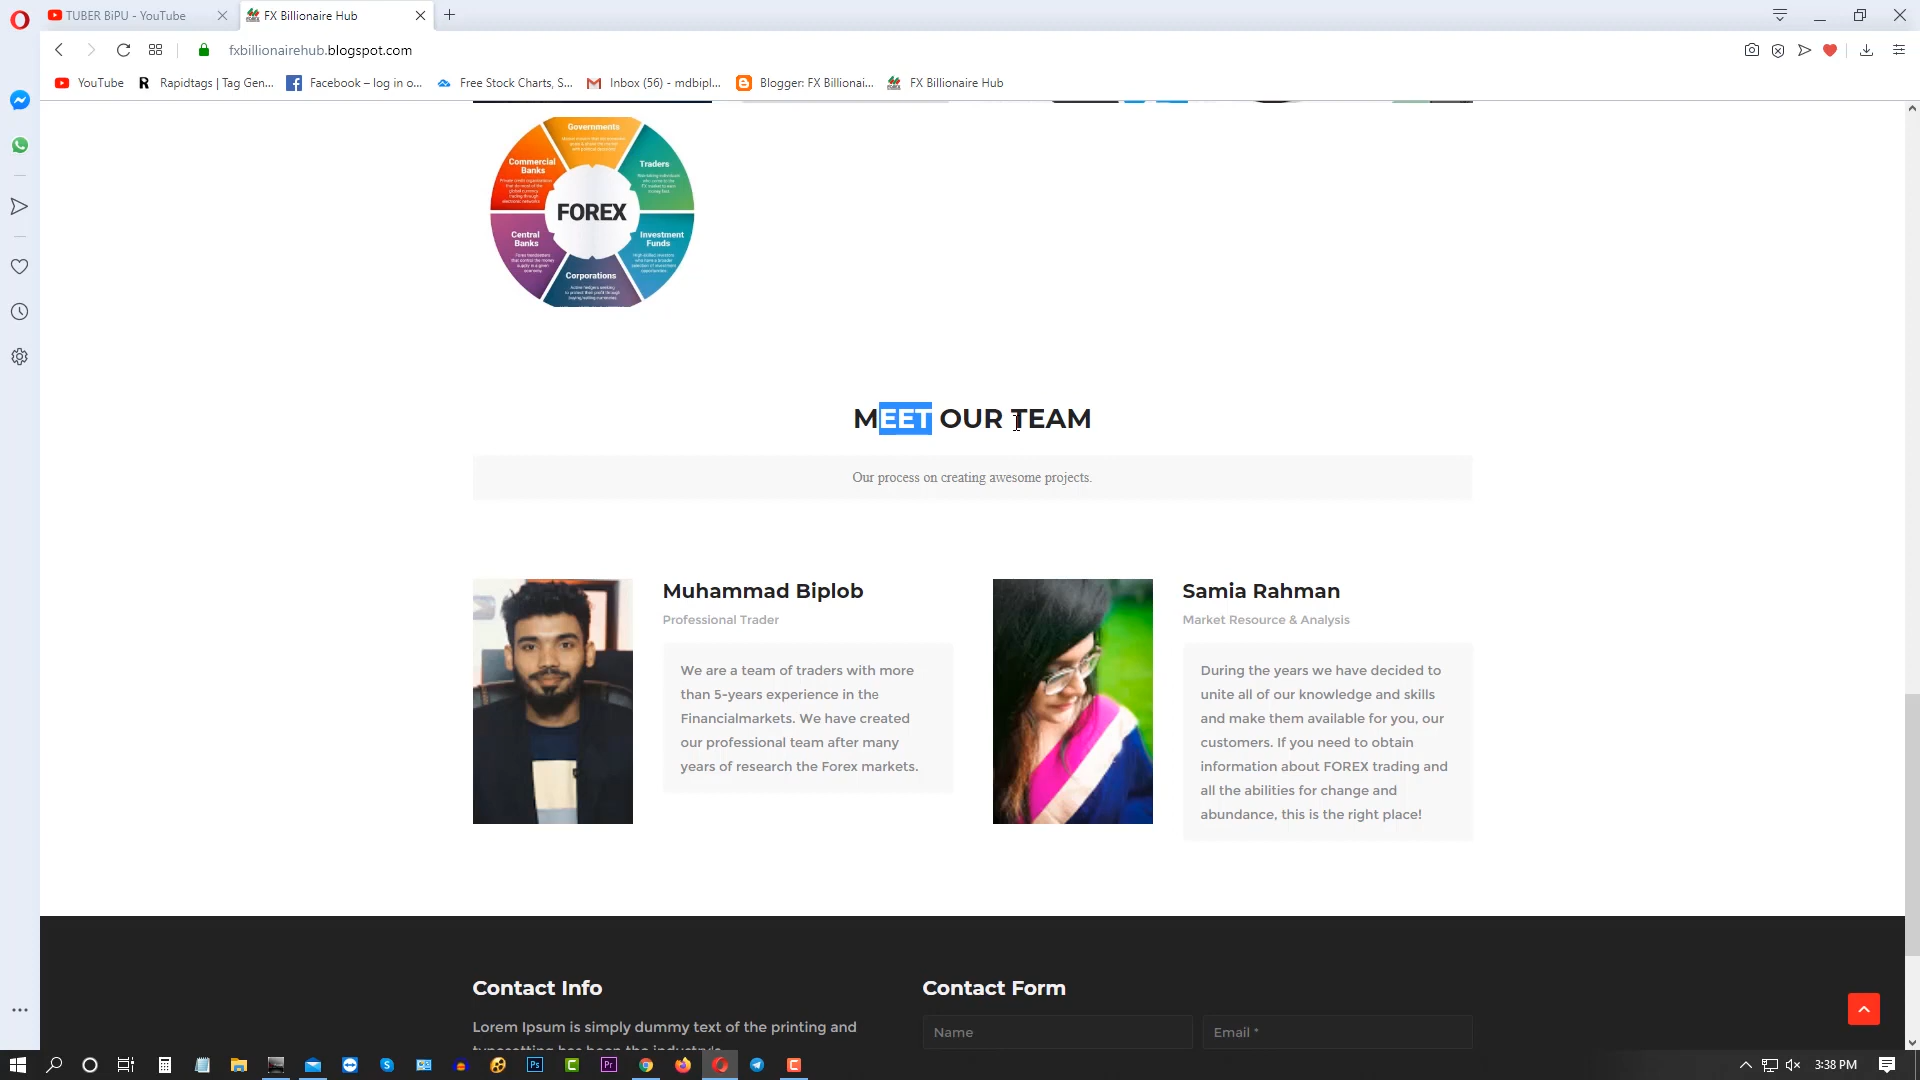 TUBER BiPU - YouTube
FX Billionaire Hub
fxbillionairehub.blogspot.com
YouTube
Rapidtags | Tag Gen...
Facebook – log in o...
Free Stock Charts, S...
Inbox (56) - mdbipl...
Blogger: FX Billionai...
FX Billionaire Hub
Governments
Commercial
Banks
Traders
FOREX
Central
Banks
Investment
Funds
Corporations
MEET OUR TEAM
Our process on creating awesome projects.
Muhammad Biplob
Professional Trader
We are a team of traders with more
than 5-years experience in the
Financialmarkets. We have created
our professional team after many
years of research the Forex markets.
Samia Rahman
Market Resource & Analysis
During the years we have decided to
unite all of our knowledge and skills
and make them available for you, our
customers. If you need to obtain
information about FOREX trading and
all the abilities for change and
abundance, this is the right place!
Contact Info
Lorem Ipsum is simply dummy text of the printing and
Contact Form
Name
Email *
3:38 PM